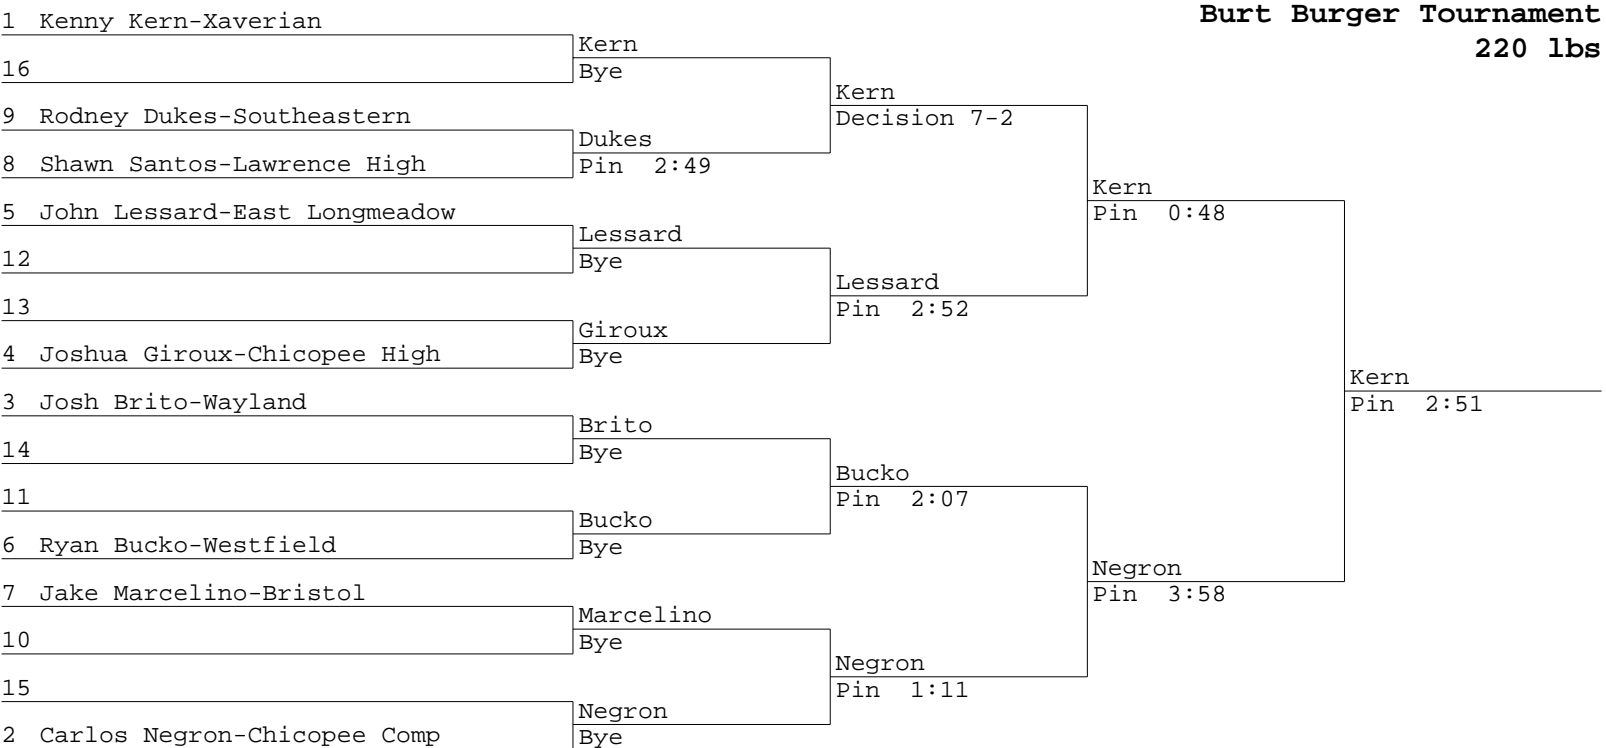 Burt Burger Tournament
220 lbs
1 Kenny Kern-Xaverian
16
9 Rodney Dukes-Southeastern
8 Shawn Santos-Lawrence High
5 John Lessard-East Longmeadow
12
13
4 Joshua Giroux-Chicopee High
3 Josh Brito-Wayland
14
11
6 Ryan Bucko-Westfield
7 Jake Marcelino-Bristol
10
15
2 Carlos Negron-Chicopee Comp
Kern
Bye
Dukes
Pin 2:49
Lessard
Bye
Giroux
Bye
Brito
Bye
Bucko
Bye
Marcelino
Bye
Negron
Bye
Kern
Decision 7-2
Lessard
Pin 2:52
Bucko
Pin 2:07
Negron
Pin 1:11
Kern
Pin 0:48
Negron
Pin 3:58
Kern
Pin 2:51